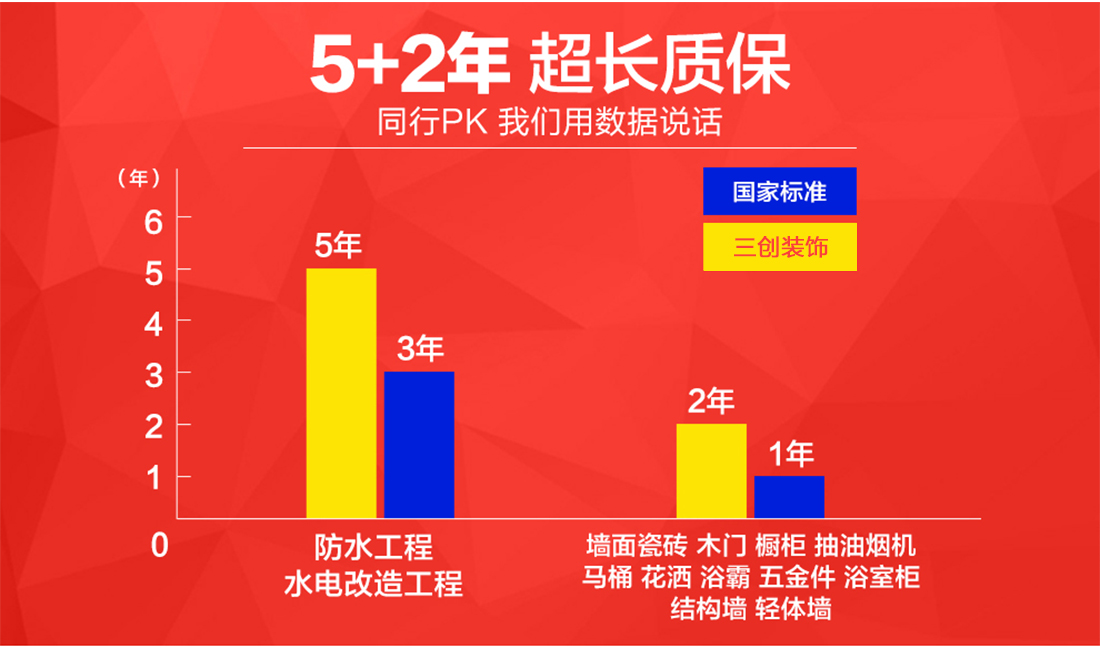 5+2年 超长质保
同行PK 我们用数据说话
（年）
国家标准
三创装饰
6
5
4
3
2
1
0
5年
3年
2年
1年
防水工程
水电改造工程
墙面瓷砖 木门 橱柜 抽油烟机
马桶 花洒 浴霸 五金件 浴室柜
结构墙 轻体墙